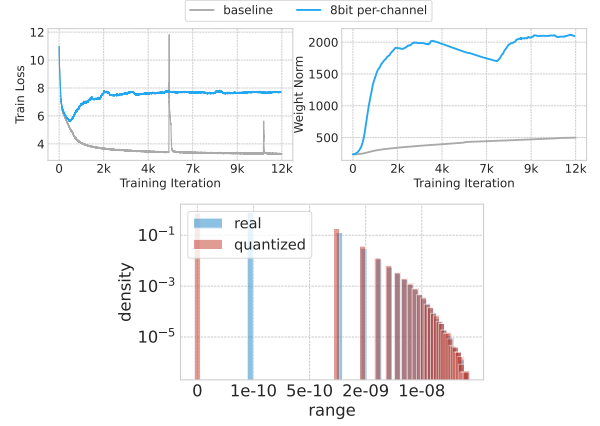 baseline 8bit per-channel
12
10
8
6
4
Train Loss
0 2k 4k 6k 7k 9k 12k
Training Iteration
2000
1500
1000
500
Weight Norm
0 2k 4k 6k 7k 9k 12k
Training Iteration
real
quantized
10⁻¹
10⁻³
10⁻⁵
density
0 1e-10 5e-10 2e-09 1e-08
range